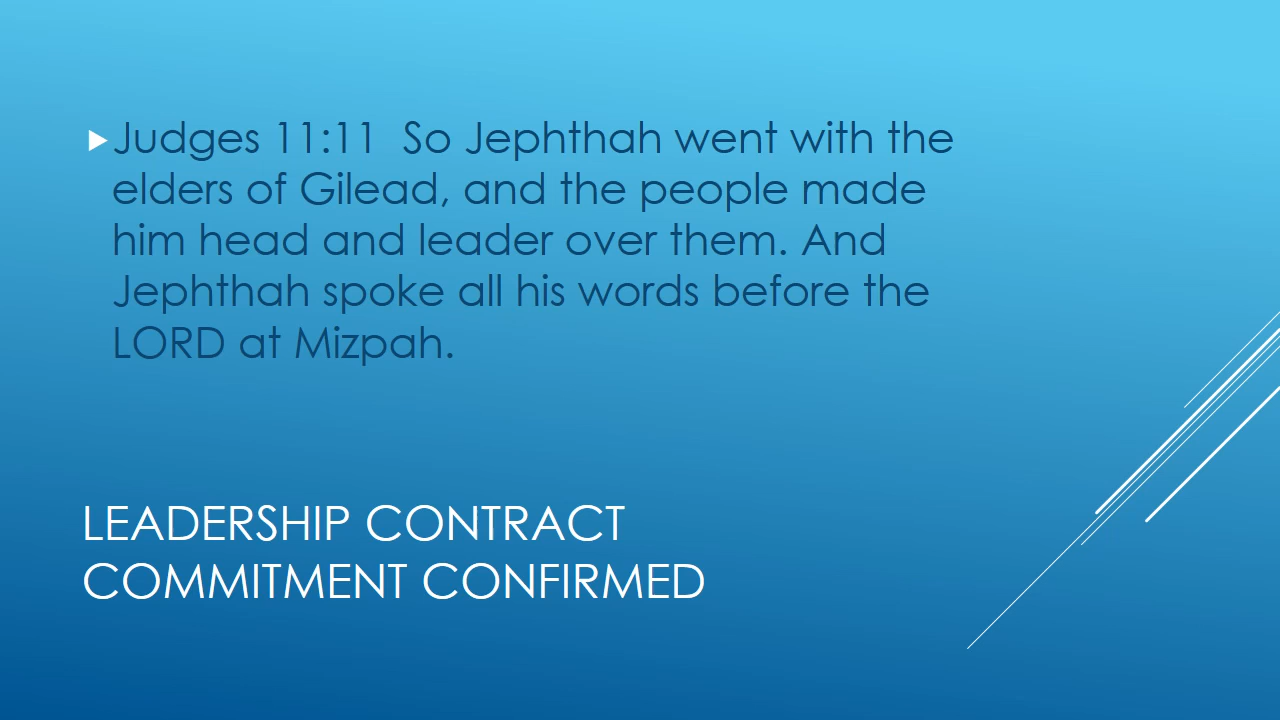 Judges 11:11  So Jephthah went with the
elders of Gilead, and the people made
him head and leader over them. And
Jephthah spoke all his words before the
LORD at Mizpah.
LEADERSHIP CONTRACT
COMMITMENT CONFIRMED